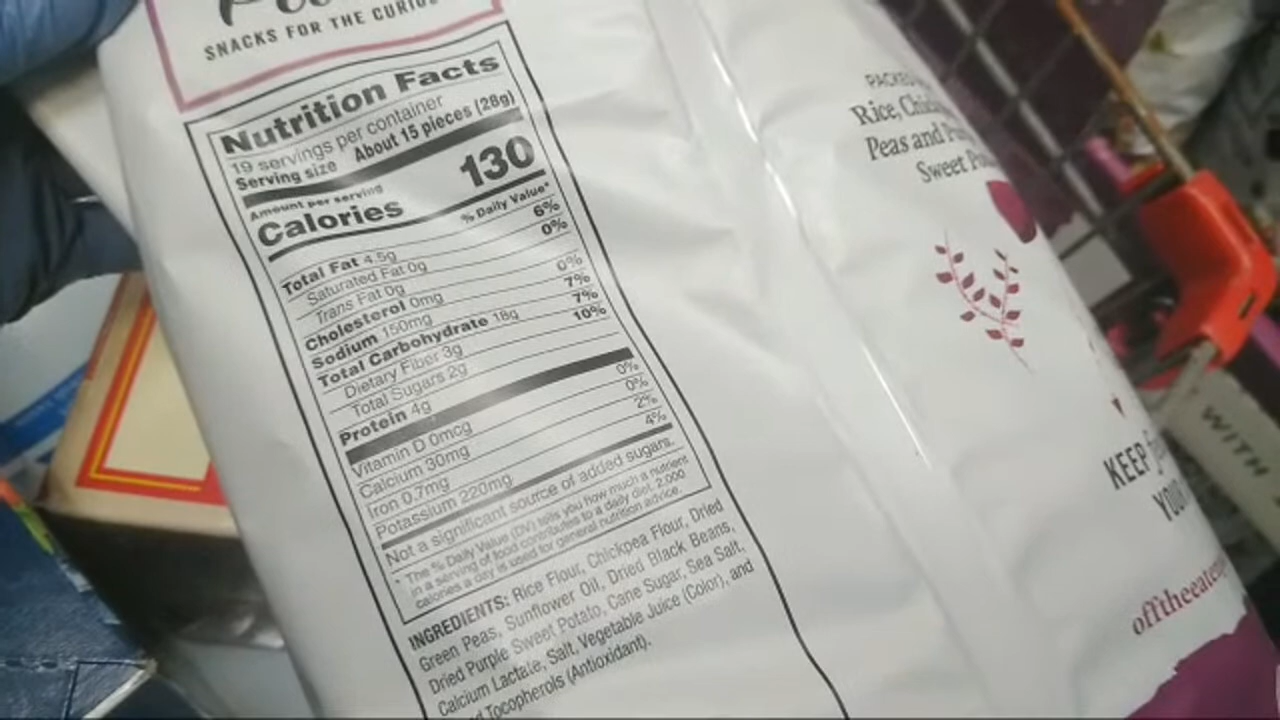 SNACKS FOR THE CURIOUS
Nutrition Facts
19 servings per container
Serving size About 15 pieces (28g)
Amount per serving
Calories 130
% Daily Value*
Total Fat 4.5g 6%
Saturated Fat 0g 0%
Trans Fat 0g
Cholesterol 0mg 0%
Sodium 150mg 7%
Total Carbohydrate 18g 7%
Dietary Fiber 3g 10%
Total Sugars 2g
Protein 4g
Vitamin D 0mcg 0%
Calcium 30mg 0%
Iron 0.7mg 2%
Potassium 220mg 4%
Not a significant source of added sugars.
* The % Daily Value (DV) tells you how much a nutrient
in a serving of food contributes to a daily diet. 2,000
calories a day is used for general nutrition advice.
INGREDIENTS: Rice Flour, Chickpea Flour, Dried
Green Peas, Sunflower Oil, Dried Black Beans,
Dried Purple Sweet Potato, Cane Sugar, Sea Salt,
Calcium Lactate, Salt, Vegetable Juice (Color), and
Tocopherols (Antioxidant).
Rice,
Peas and
Sweet
KEEP
WITH